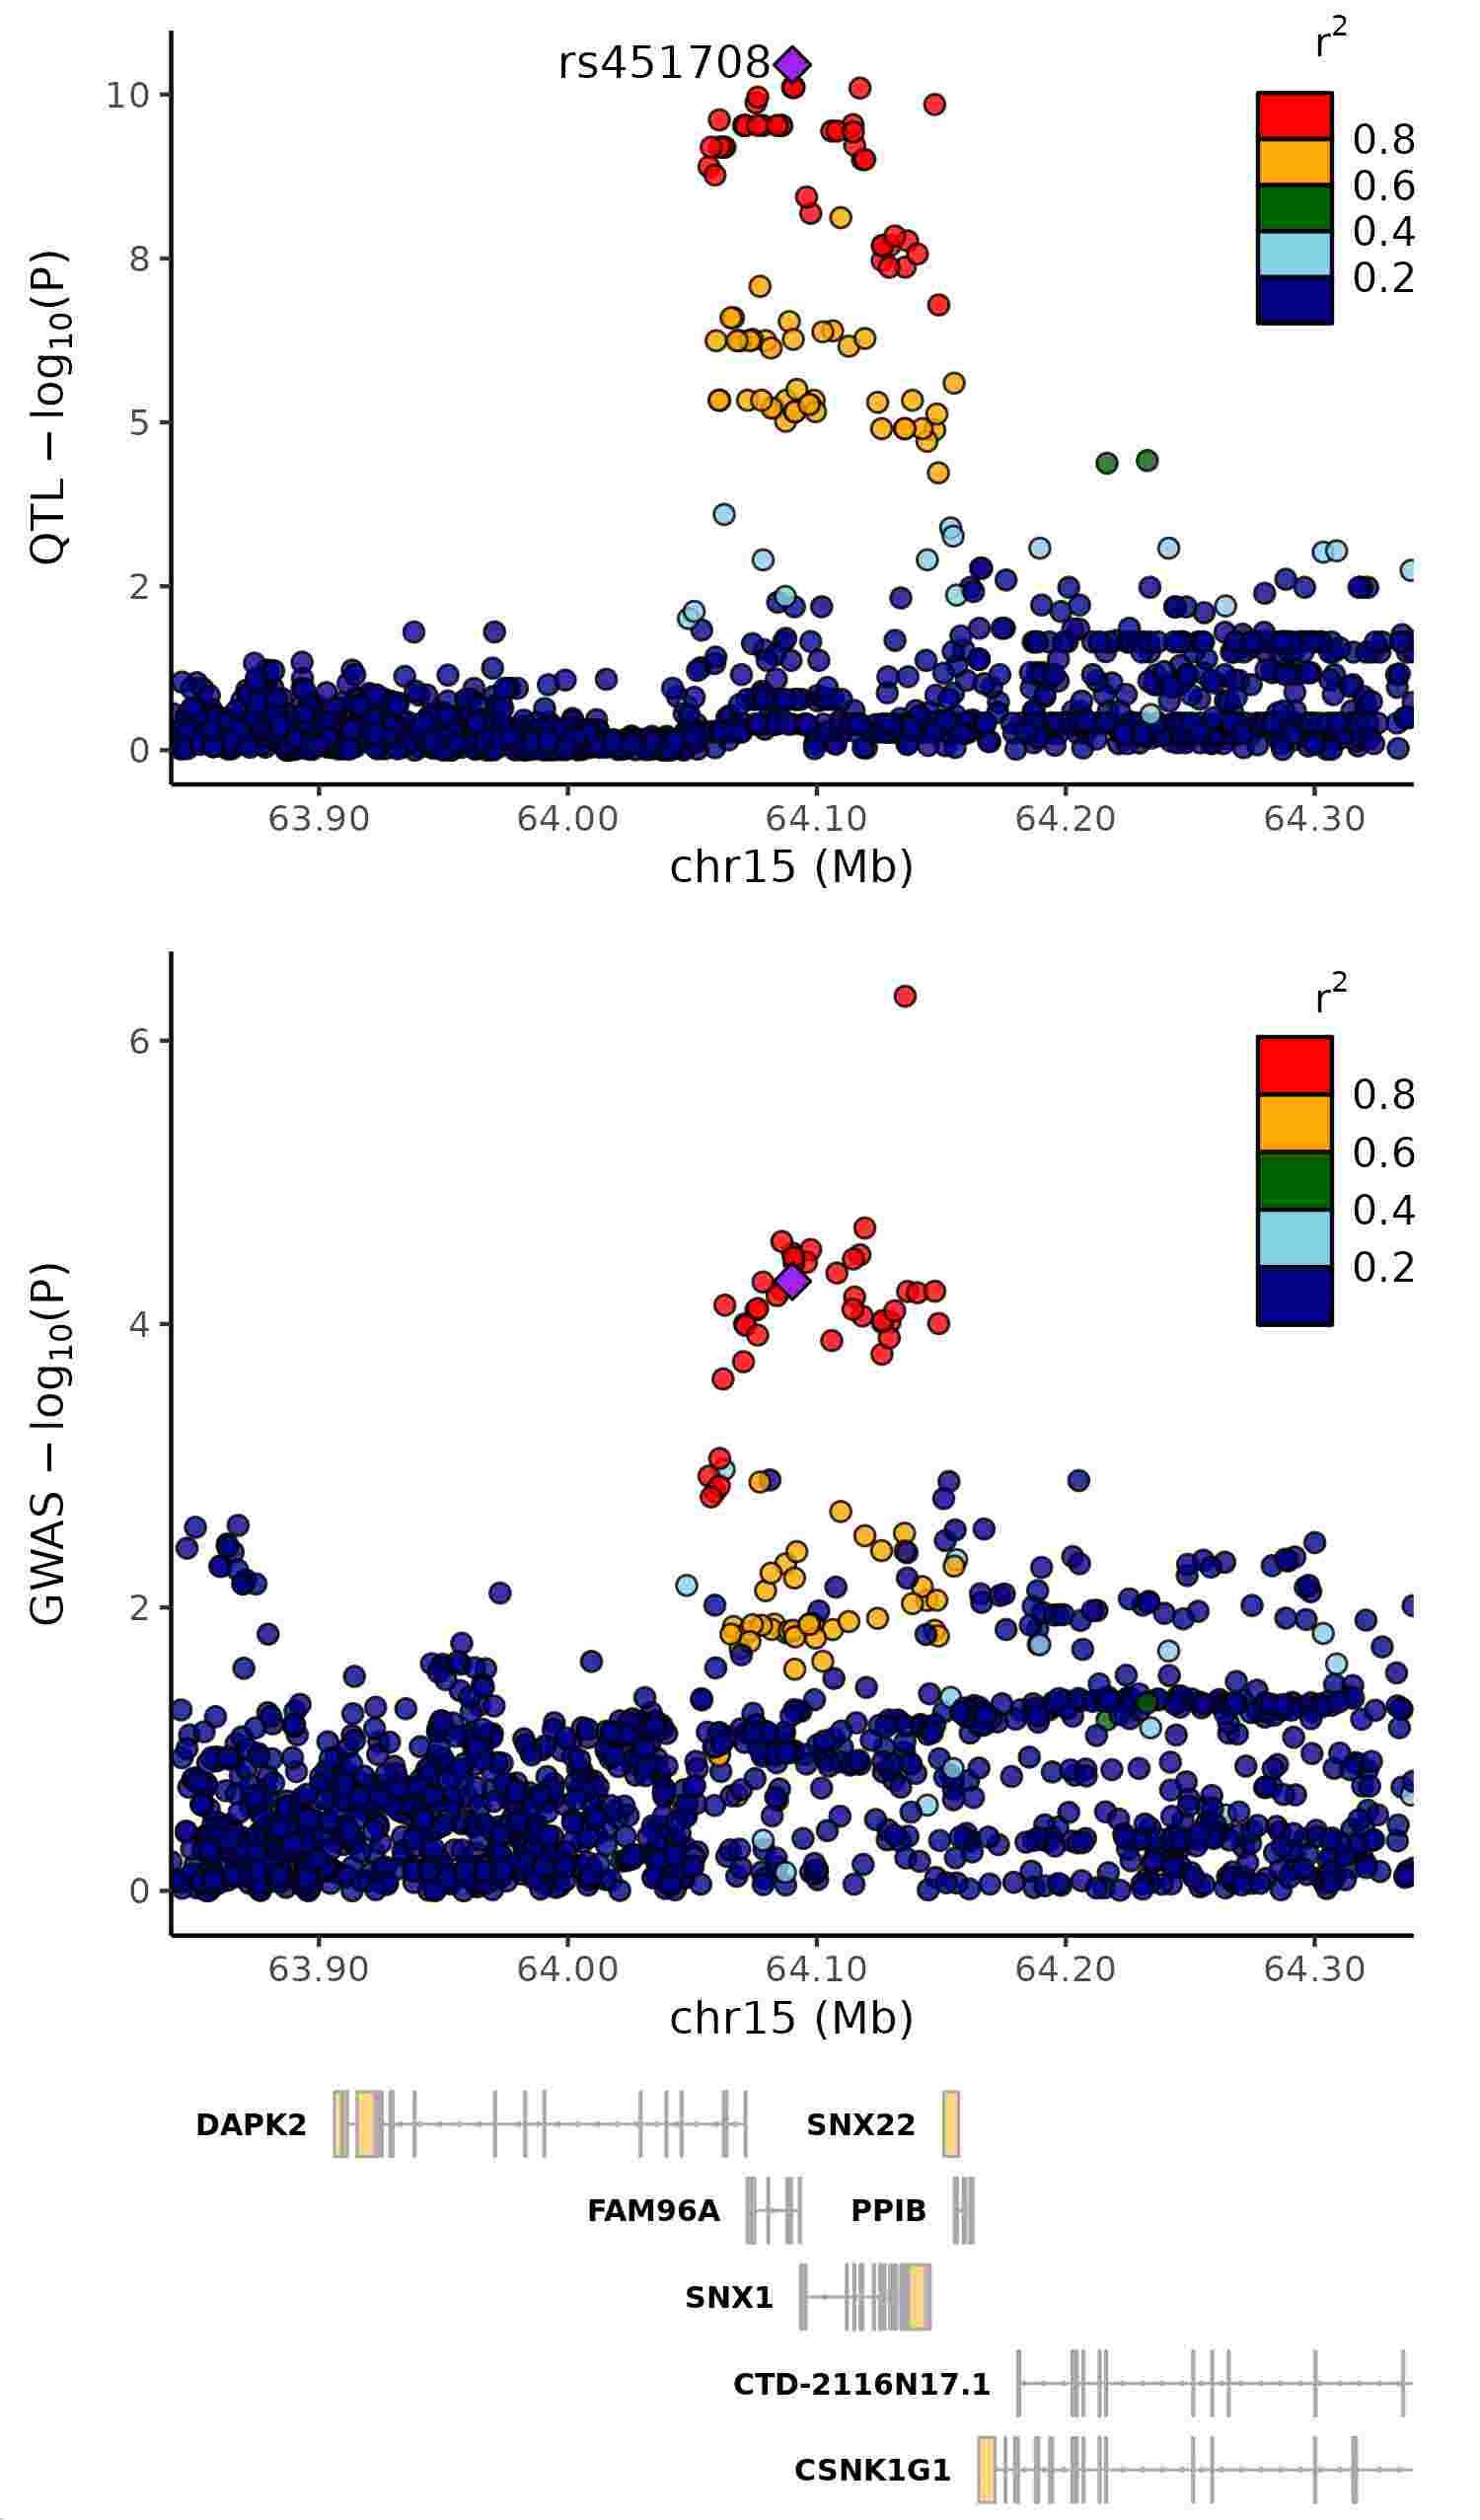 rs451708
r2
0.8
0.6
0.4
0.2
10
8
5
2
0
QTL − log10(P)
63.90 64.00 64.10 64.20 64.30
chr15 (Mb)
r2
0.8
0.6
0.4
0.2
6
4
2
0
GWAS − log10(P)
63.90 64.00 64.10 64.20 64.30
chr15 (Mb)
DAPK2 SNX22
FAM96A PPIB
SNX1
CTD-2116N17.1
CSNK1G1